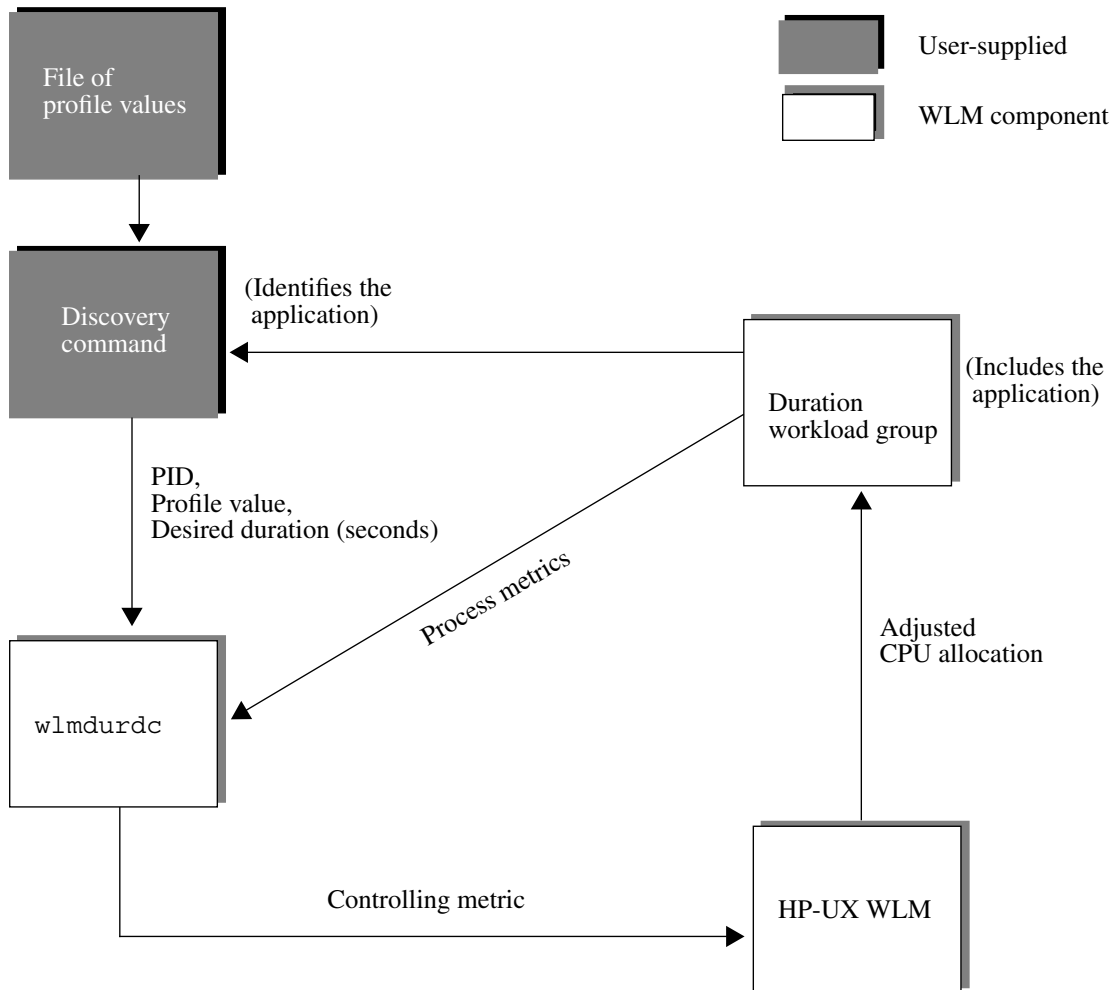 File of
profile values
User-supplied
WLM component
Discovery
command
(Identifies the
application)
Duration
workload group
(Includes the
application)
PID,
Profile value,
Desired duration (seconds)
Process metrics
Adjusted
CPU allocation
wlmdurdc
Controlling metric
HP-UX WLM